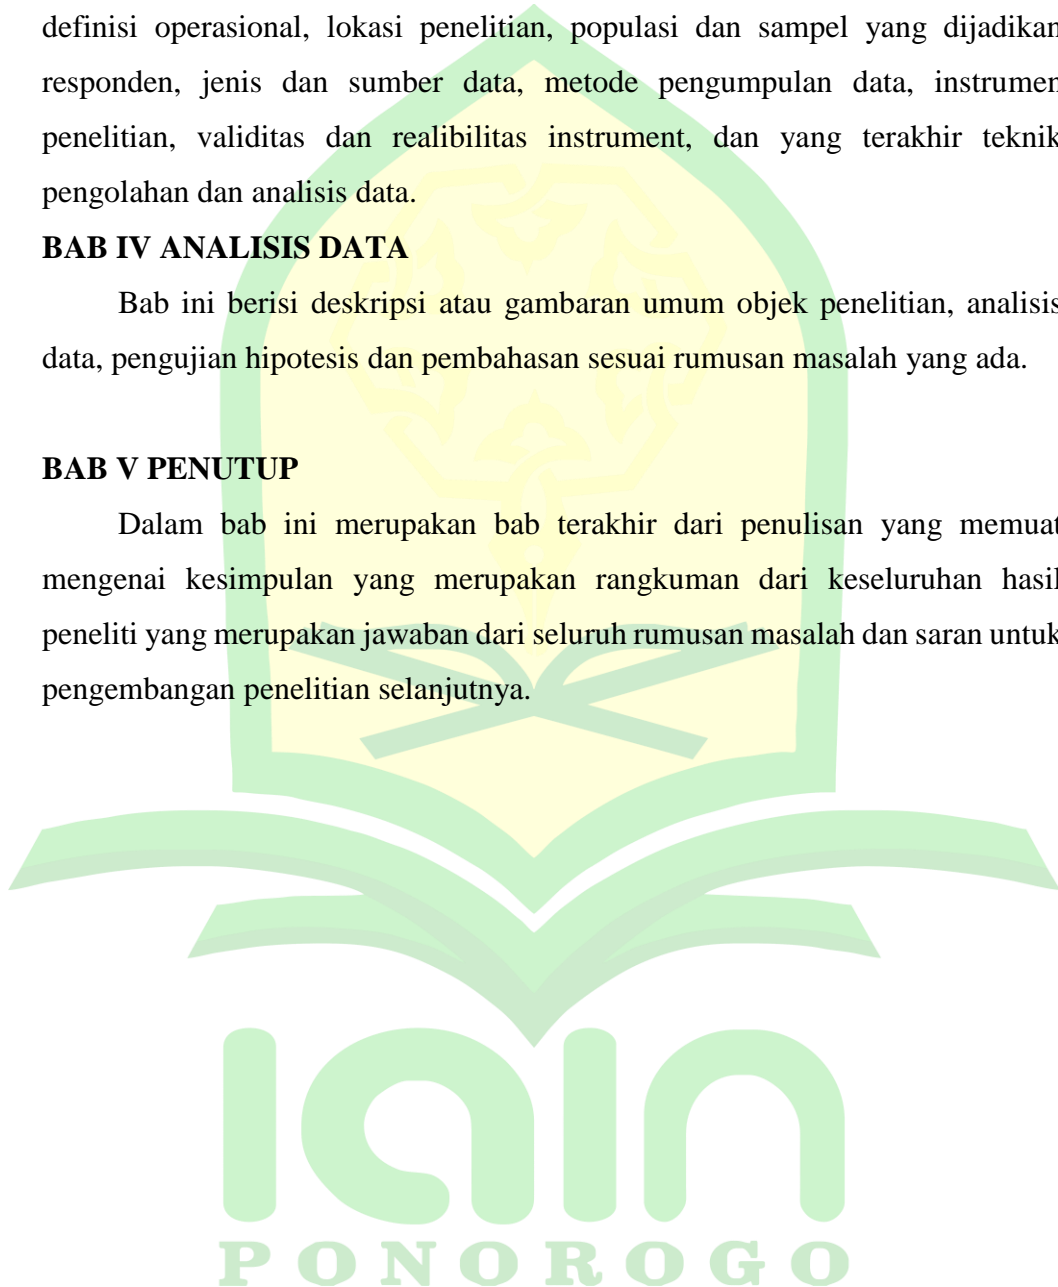 definisi operasional, lokasi penelitian, populasi dan sampel yang dijadikan
responden, jenis dan sumber data, metode pengumpulan data, instrumen
penelitian, validitas dan realibilitas instrument, dan yang terakhir teknik
pengolahan dan analisis data.
BAB IV ANALISIS DATA
Bab ini berisi deskripsi atau gambaran umum objek penelitian, analisis
data, pengujian hipotesis dan pembahasan sesuai rumusan masalah yang ada.
BAB V PENUTUP
Dalam bab ini merupakan bab terakhir dari penulisan yang memuat
mengenai kesimpulan yang merupakan rangkuman dari keseluruhan hasil
peneliti yang merupakan jawaban dari seluruh rumusan masalah dan saran untuk
pengembangan penelitian selanjutnya.
iain
PONOROGO